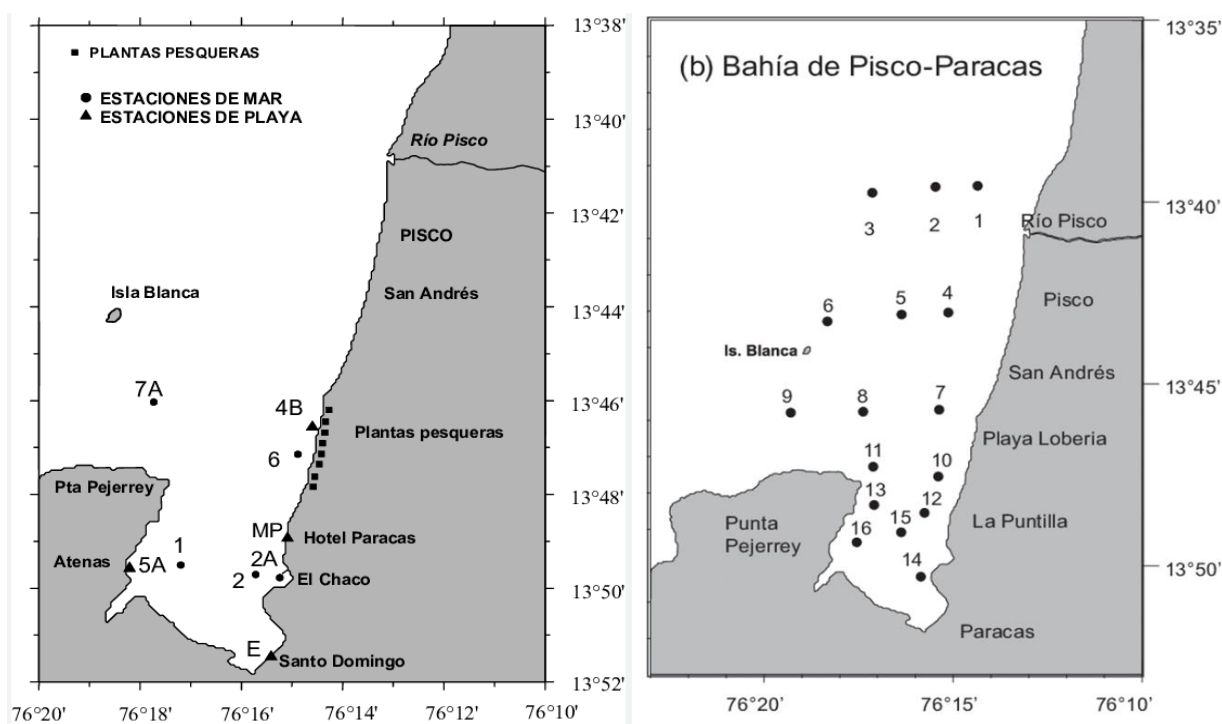 PLANTAS PESQUERAS
ESTACIONES DE MAR
ESTACIONES DE PLAYA
13°38'
13°40'
Río Pisco
13°42'
PISCO
San Andrés
Isla Blanca
13°44'
7A
4B
13°46'
Plantas pesqueras
6
Pta Pejerrey
13°48'
MP
Hotel Paracas
Atenas
5A
1
2A
2
El Chaco
13°50'
E
Santo Domingo
13°52'
76°20'
76°18'
76°16'
76°14'
76°12'
76°10'
(b) Bahía de Pisco-Paracas
13°35'
13°40'
3
2
1
Río Pisco
6
5
4
Pisco
Is. Blanca
San Andrés
13°45'
9
8
7
Playa Loberia
11
10
13
12
Punta
Pejerrey
16
15
La Puntilla
14
13°50'
Paracas
76°20'
76°15'
76°10'